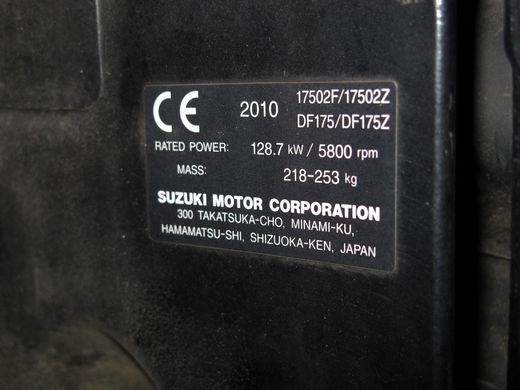 CE 2010 17502F/17502Z
DF175/DF175Z
RATED POWER: 128.7 kW / 5800 rpm
MASS: 218-253 kg
SUZUKI MOTOR CORPORATION
300 TAKATSUKA-CHO, MINAMI-KU,
HAMAMATSU-SHI, SHIZUOKA-KEN, JAPAN